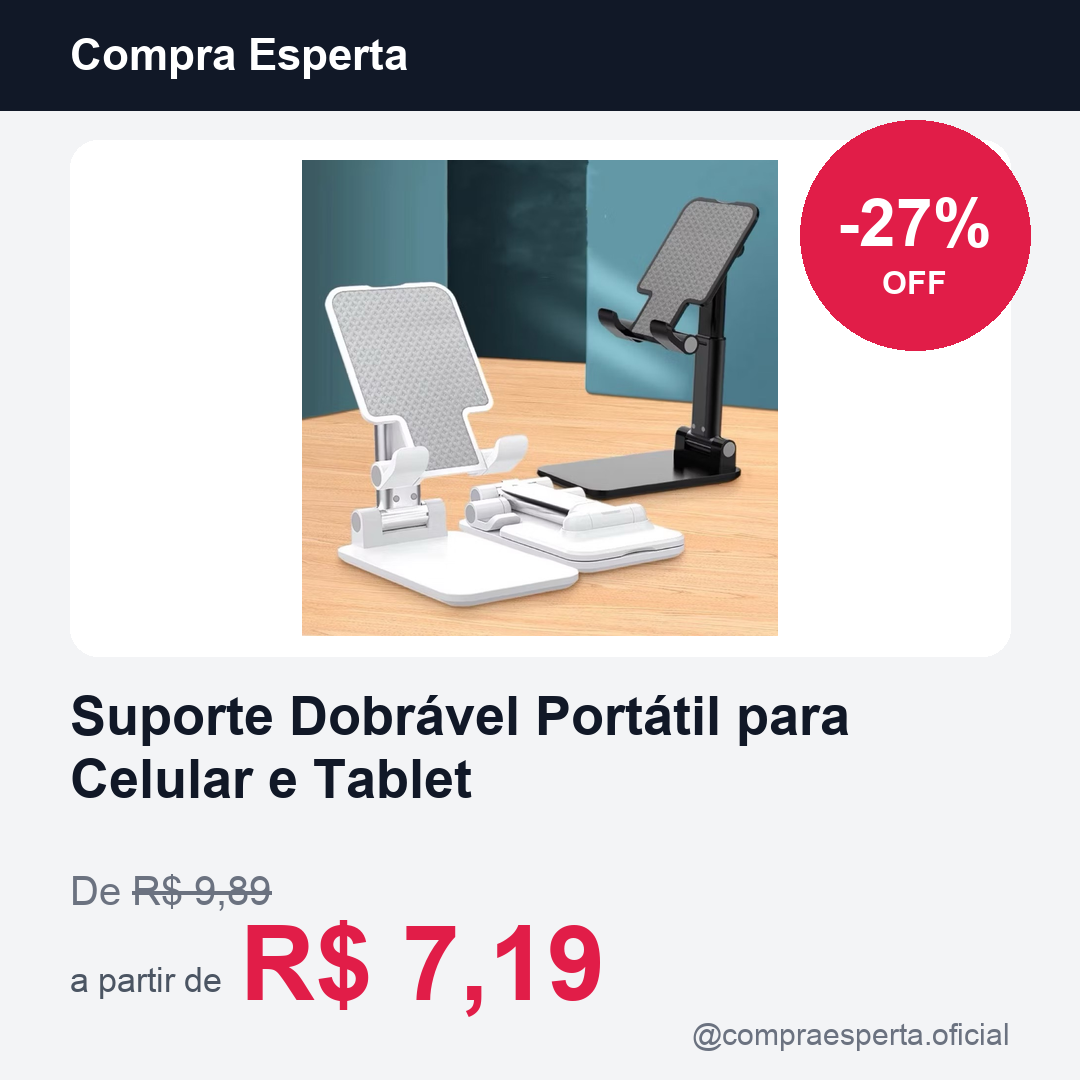 Compra Esperta
-27%
OFF
Suporte Dobrável Portátil para
Celular e Tablet
De R$ 9,89
a partir de R$ 7,19
@compraesperta.oficial